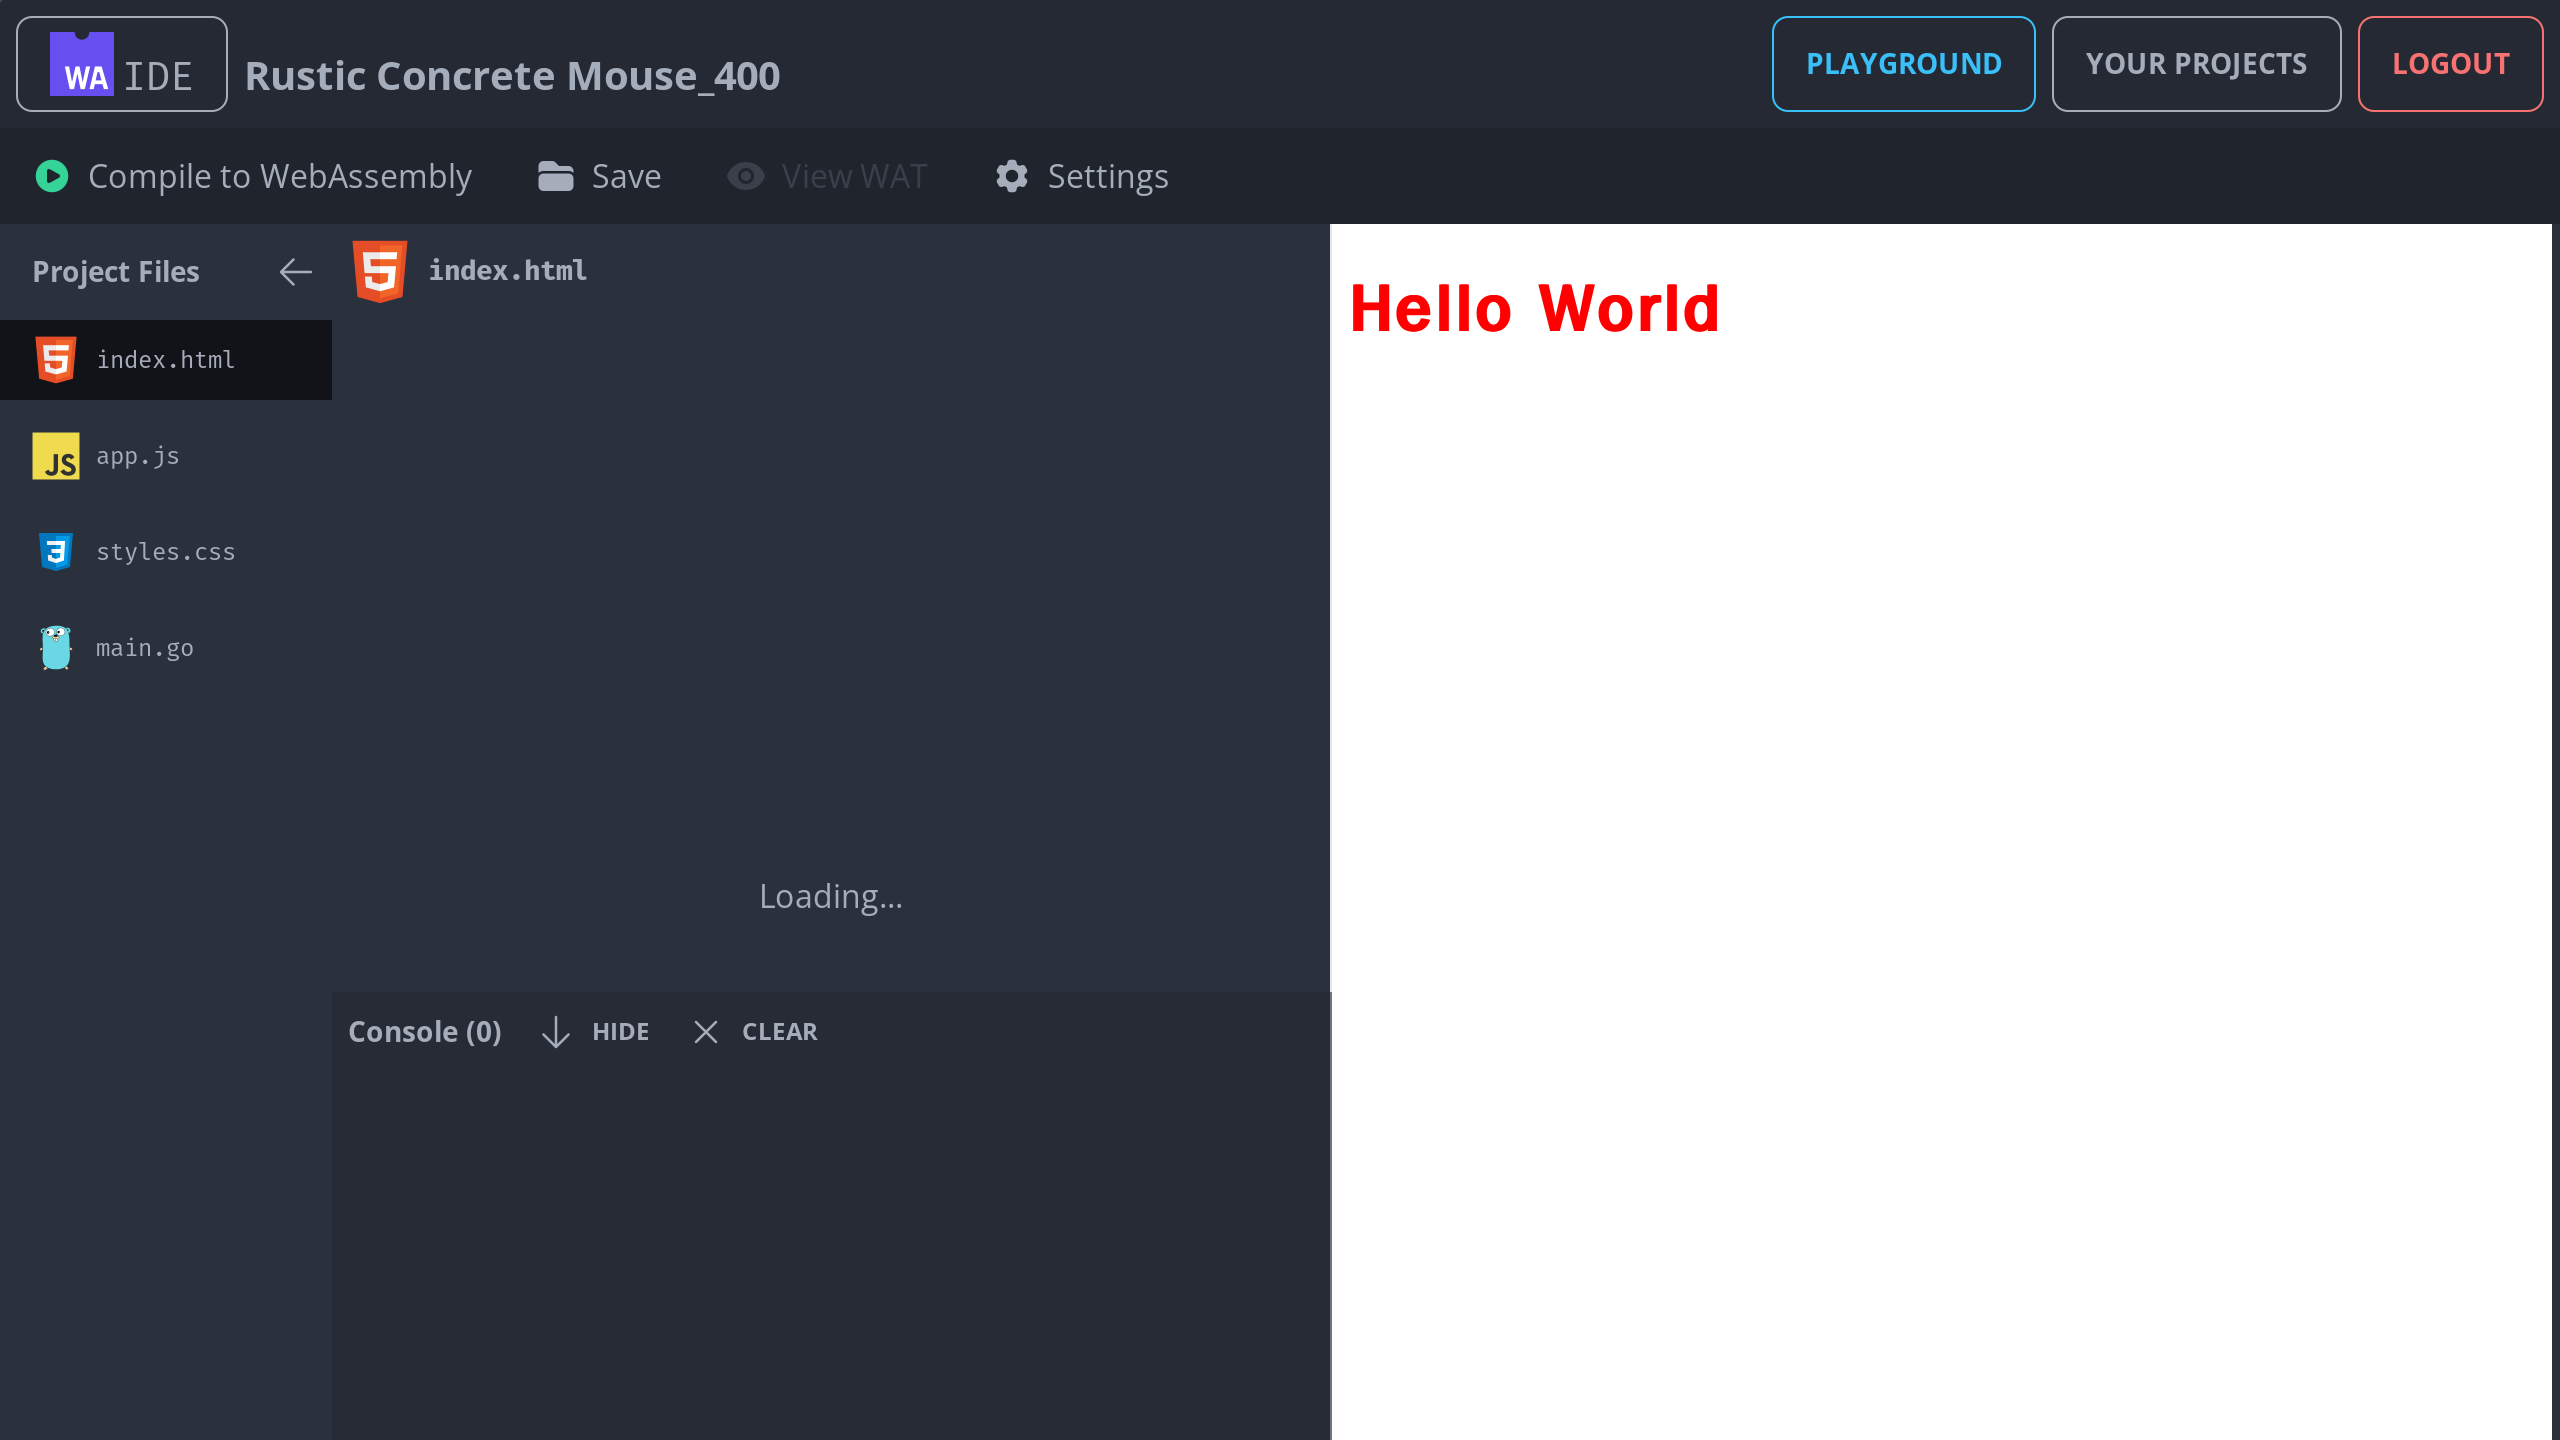 WA IDE Rustic Concrete Mouse_400 PLAYGROUND YOUR PROJECTS LOGOUT
Compile to WebAssembly Save View WAT Settings
Project Files
index.html
JS app.js
styles.css
main.go
index.html
Loading...
Console (0) HIDE CLEAR
Hello World